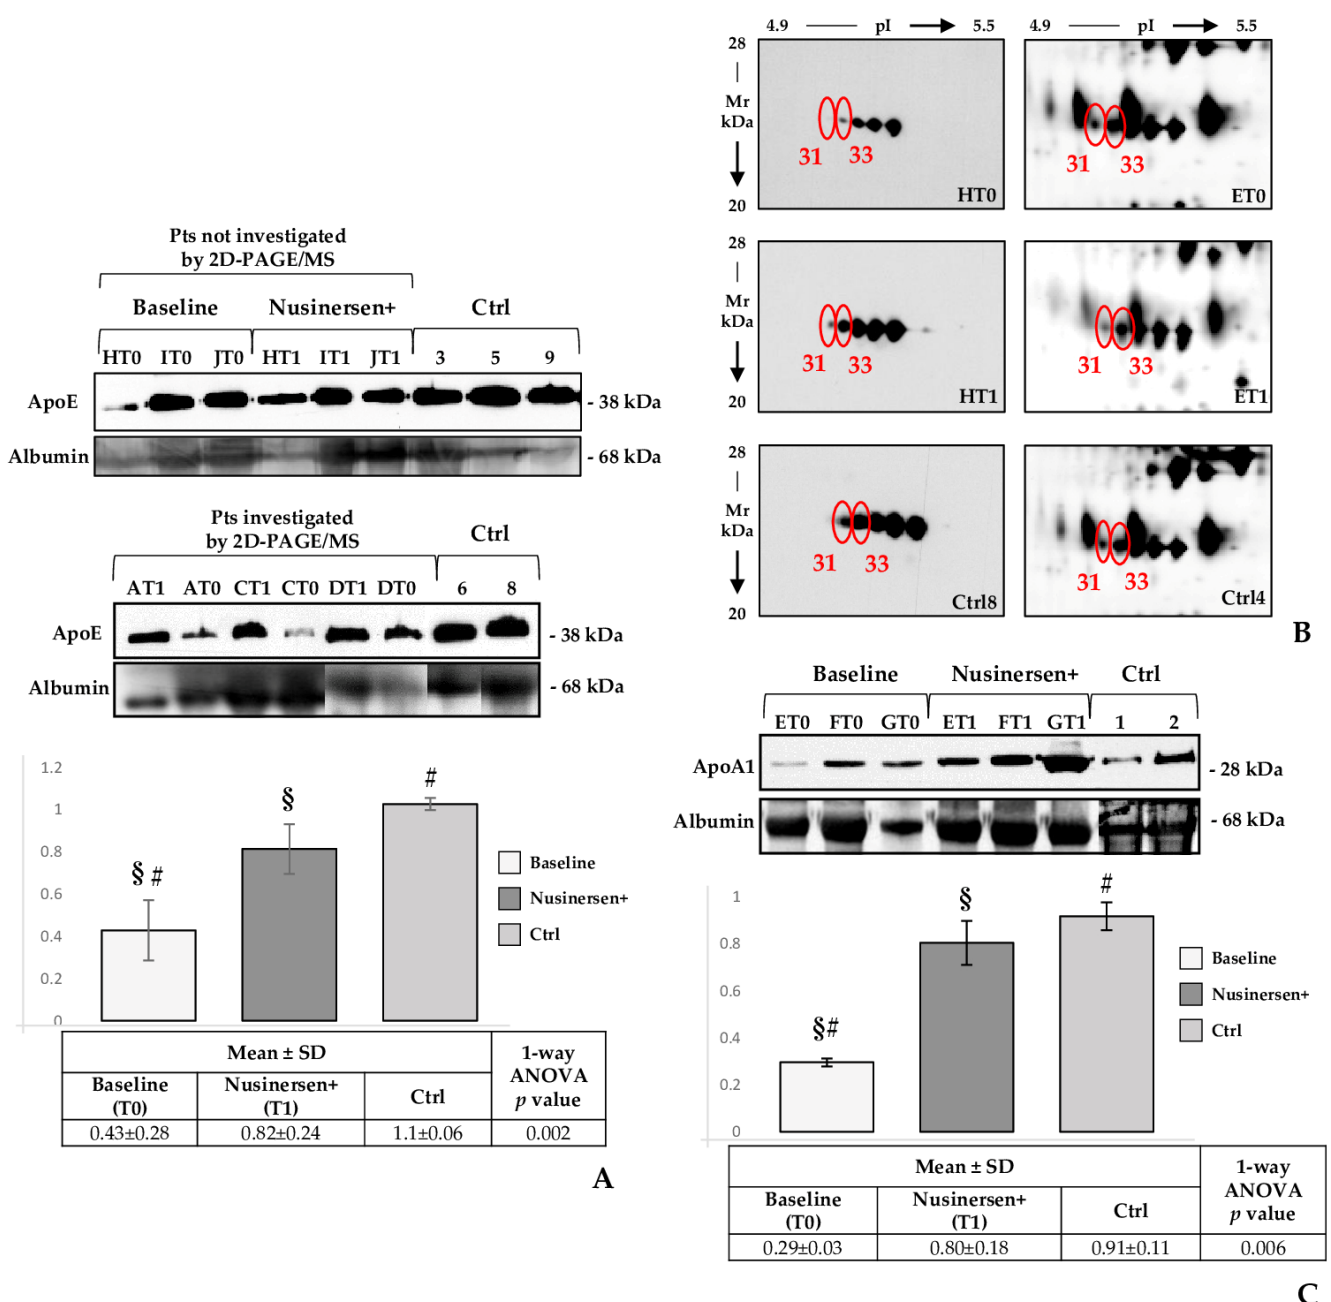 Pts not investigated
by 2D-PAGE/MS
Baseline Nusinersen+ Ctrl
HT0 IT0 JT0 HT1 IT1 JT1 3 5 9
ApoE - 38 kDa
Albumin - 68 kDa
Pts investigated
by 2D-PAGE/MS
Ctrl
AT1 AT0 CT1 CT0 DT1 DT0 6 8
ApoE - 38 kDa
Albumin - 68 kDa
1.2
1
0.8
0.6
0.4
0.2
0
§ #
§
#
Baseline
Nusinersen+
Ctrl
Mean ± SD
1-way
ANOVA
p value
Baseline
(T0)
Nusinersen+
(T1)
Ctrl
0.43±0.28 0.82±0.24 1.1±0.06 0.002
A
4.9 pI 5.5
4.9 pI 5.5
28
Mr
kDa
20
31 33
HT0
31 33
ET0
28
Mr
kDa
20
31 33
HT1
31 33
ET1
28
Mr
kDa
20
31 33
Ctrl8
31 33
Ctrl4
B
Baseline Nusinersen+ Ctrl
ET0 FT0 GT0 ET1 FT1 GT1 1 2
ApoA1 - 28 kDa
Albumin - 68 kDa
1
0.8
0.6
0.4
0.2
0
§#
§
#
Baseline
Nusinersen+
Ctrl
Mean ± SD
1-way
ANOVA
p value
Baseline
(T0)
Nusinersen+
(T1)
Ctrl
0.29±0.03 0.80±0.18 0.91±0.11 0.006
C